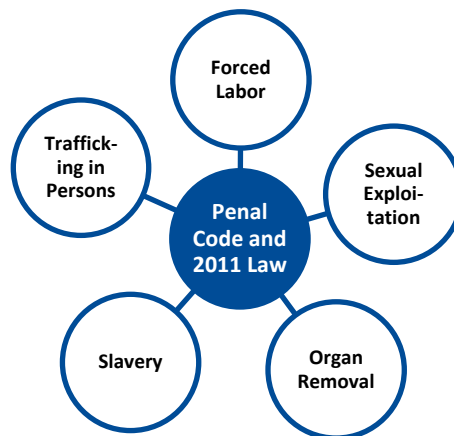 Forced
Labor
Traffick-
ing in
Persons
Sexual
Exploi-
tation
Penal
Code and
2011 Law
Slavery
Organ
Removal